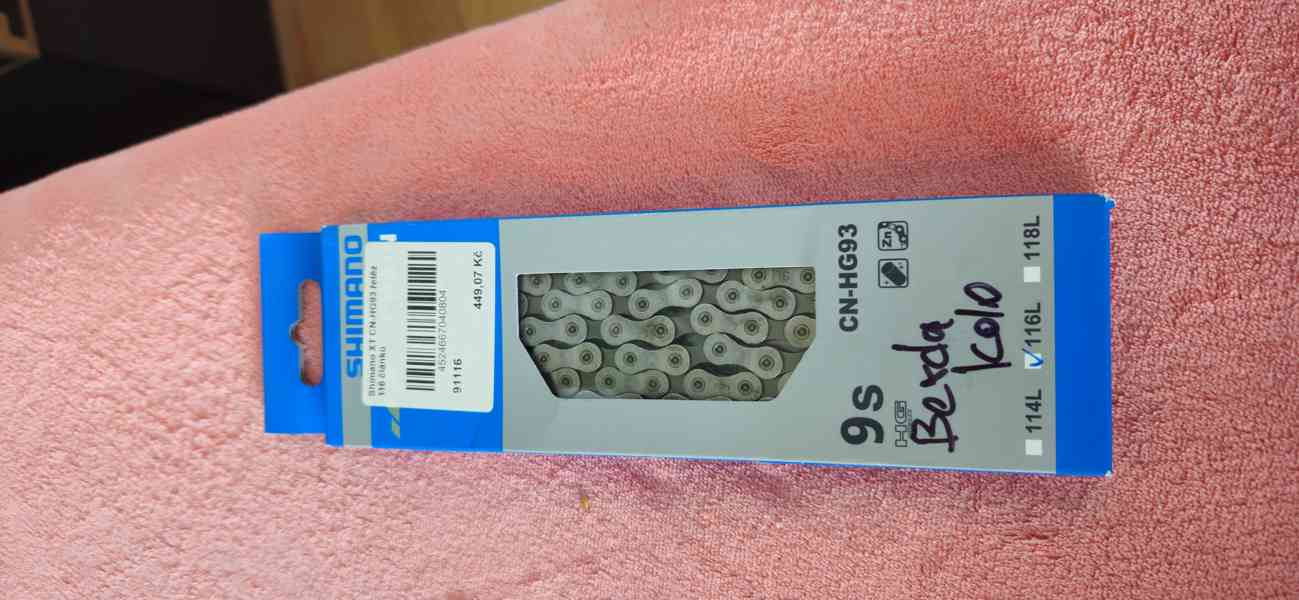 SHIMANO
Shimano XT CN-HG93 řetěz
116 článků
4524667040804
91116
449,07 Kč
9s
HG
CN-HG93
Zn
Berda
Kolo
114L
116L
118L